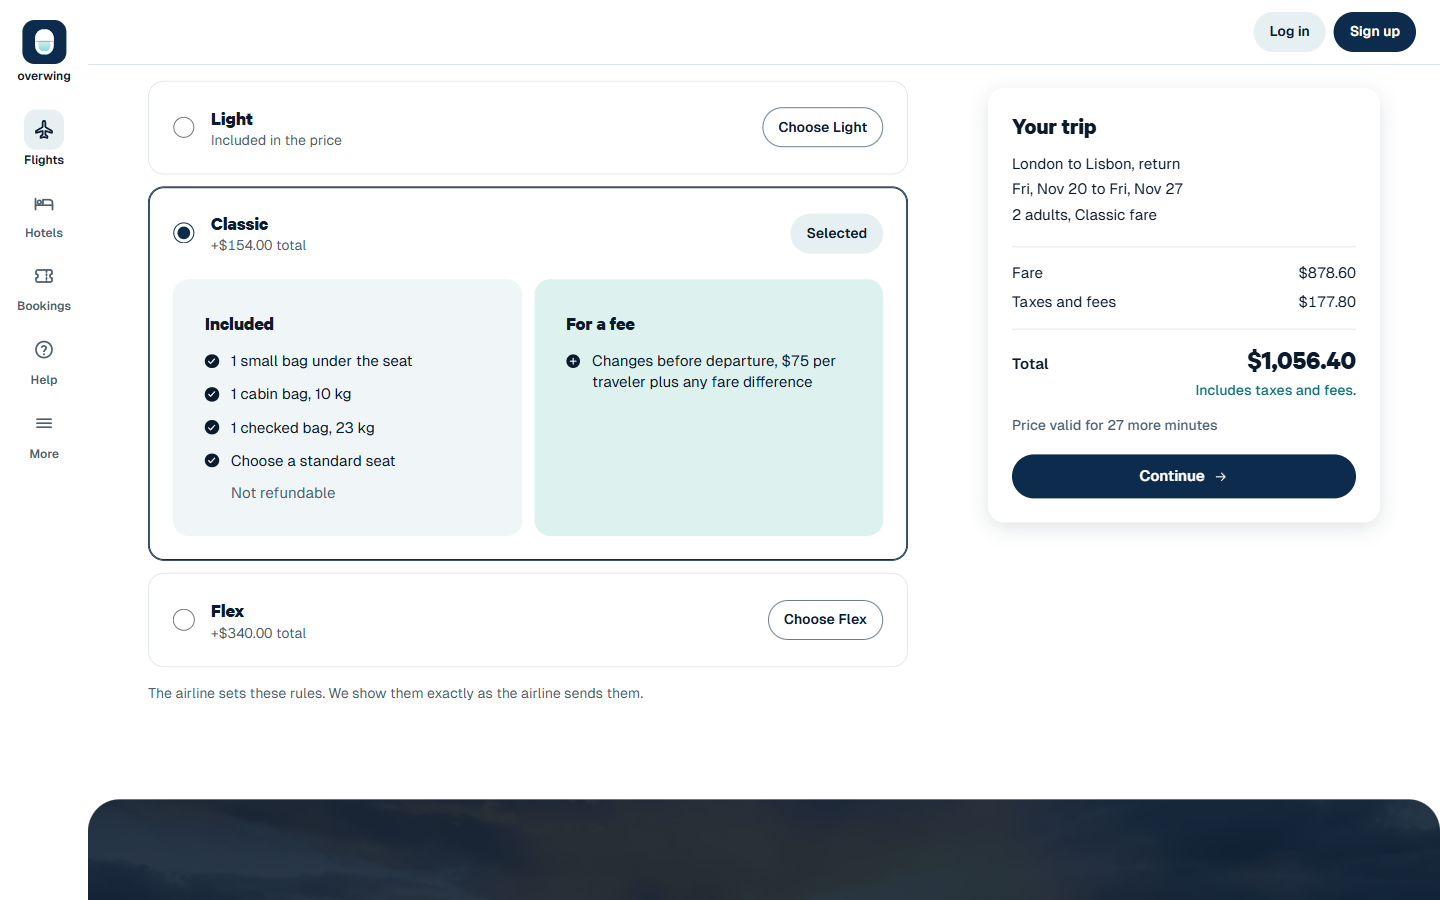 Log in
Sign up
overwing
Flights
Hotels
Bookings
Help
More
Light
Included in the price
Choose Light
Classic
+$154.00 total
Selected
Included
1 small bag under the seat
1 cabin bag, 10 kg
1 checked bag, 23 kg
Choose a standard seat
Not refundable
For a fee
Changes before departure, $75 per
traveler plus any fare difference
Flex
+$340.00 total
Choose Flex
The airline sets these rules. We show them exactly as the airline sends them.
Your trip
London to Lisbon, return
Fri, Nov 20 to Fri, Nov 27
2 adults, Classic fare
Fare $878.60
Taxes and fees $177.80
Total $1,056.40
Includes taxes and fees.
Price valid for 27 more minutes
Continue →